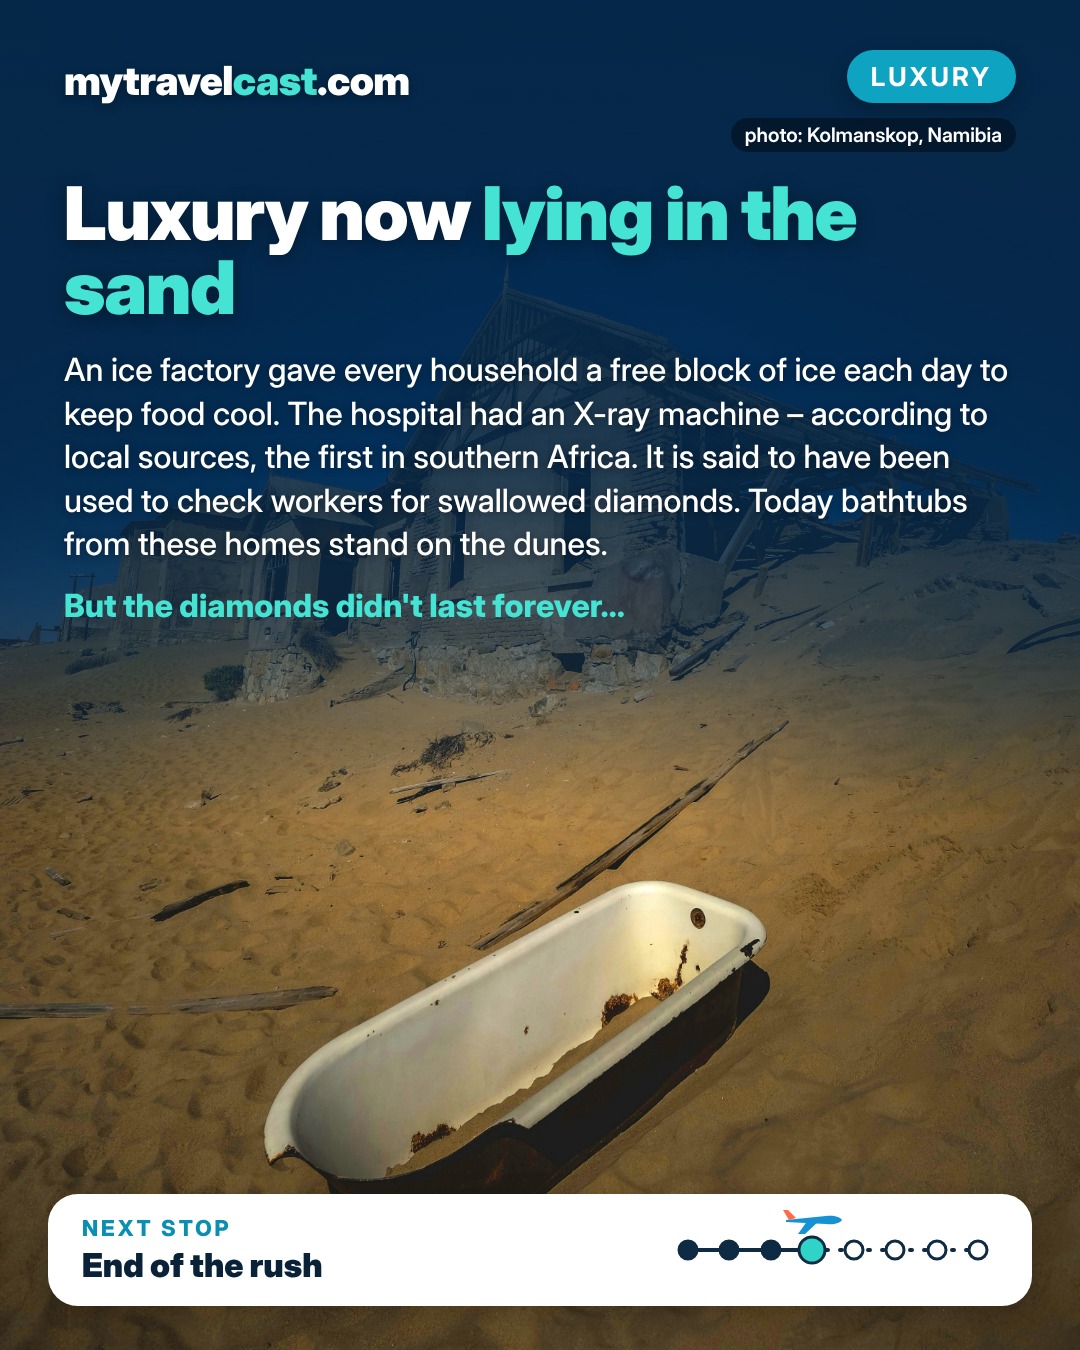 mytravelcast.com
LUXURY
photo: Kolmanskop, Namibia
Luxury now lying in the
sand
An ice factory gave every household a free block of ice each day to
keep food cool. The hospital had an X-ray machine – according to
local sources, the first in southern Africa. It is said to have been
used to check workers for swallowed diamonds. Today bathtubs
from these homes stand on the dunes.
But the diamonds didn't last forever...
NEXT STOP
End of the rush